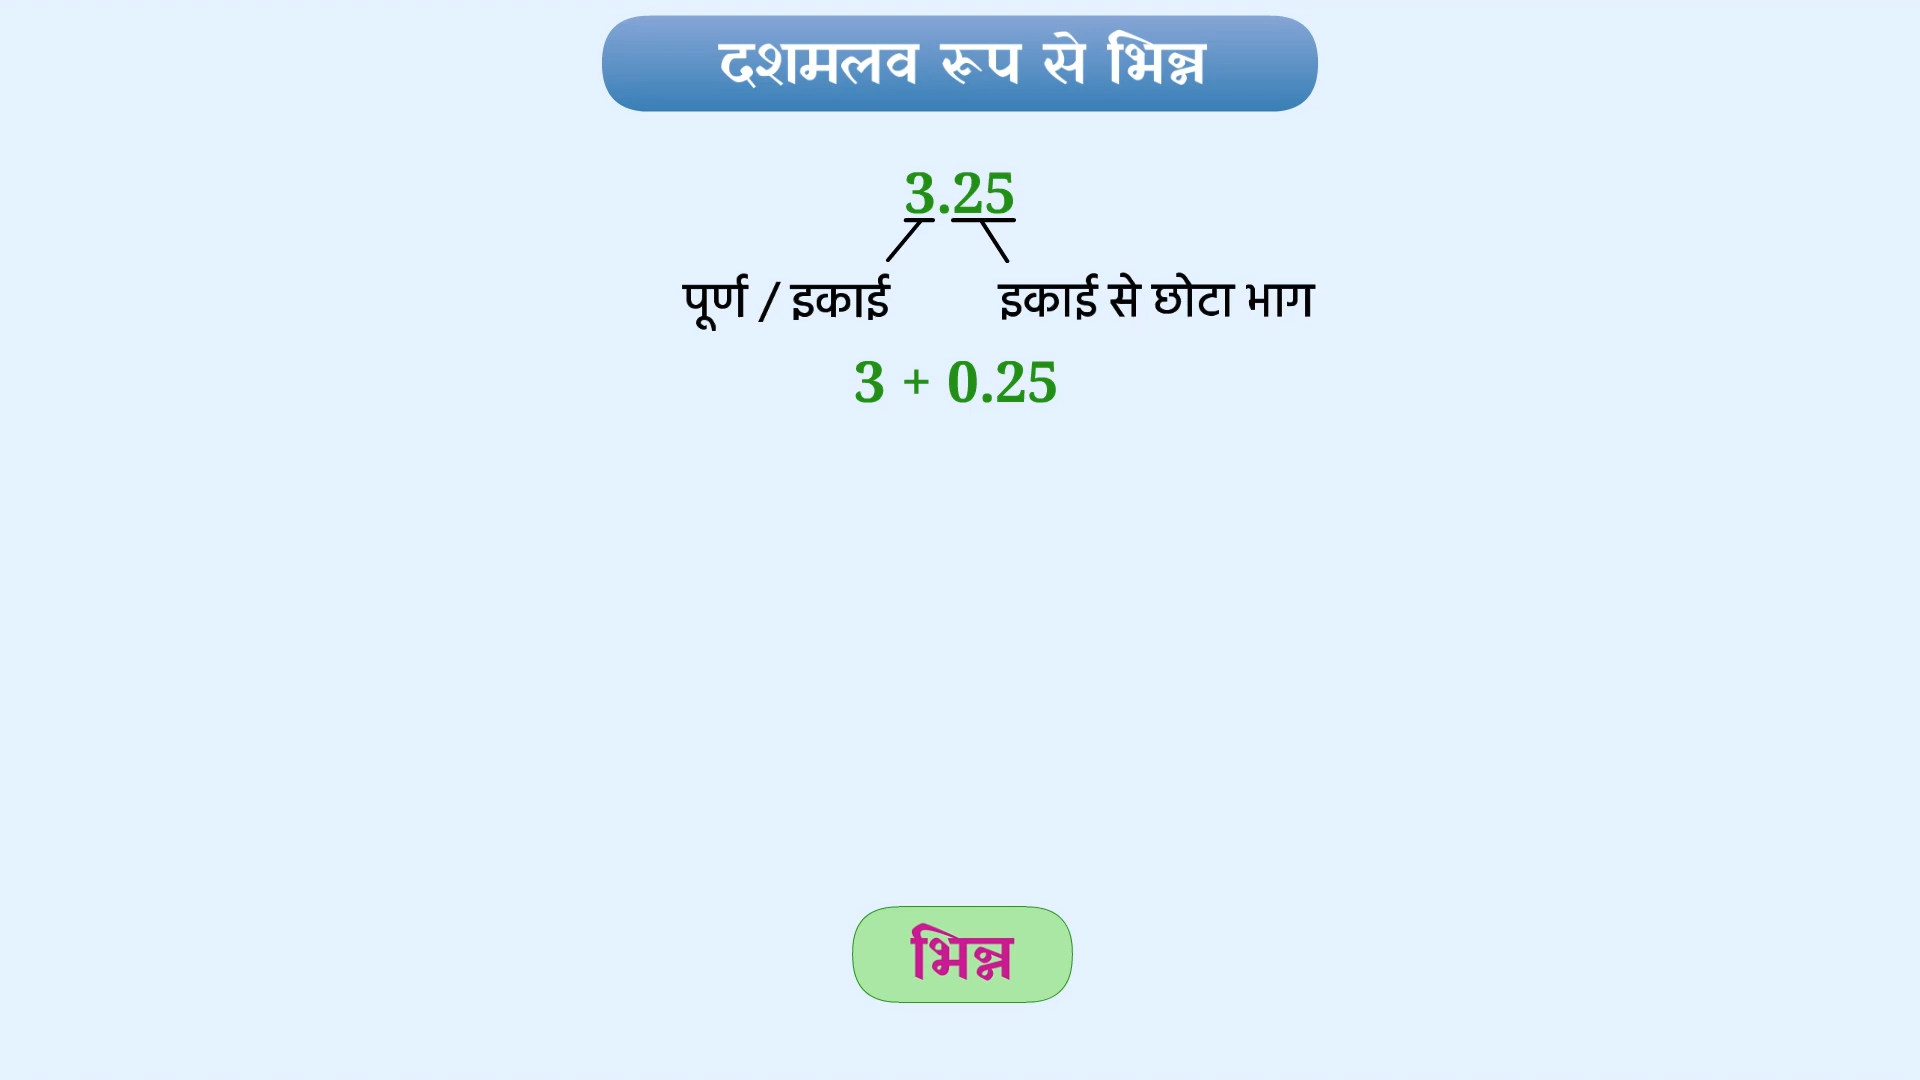 दशमलव रूप से भिन्न
3.25
पूर्ण / इकाई इकाई से छोटा भाग
3 + 0.25
भिन्न